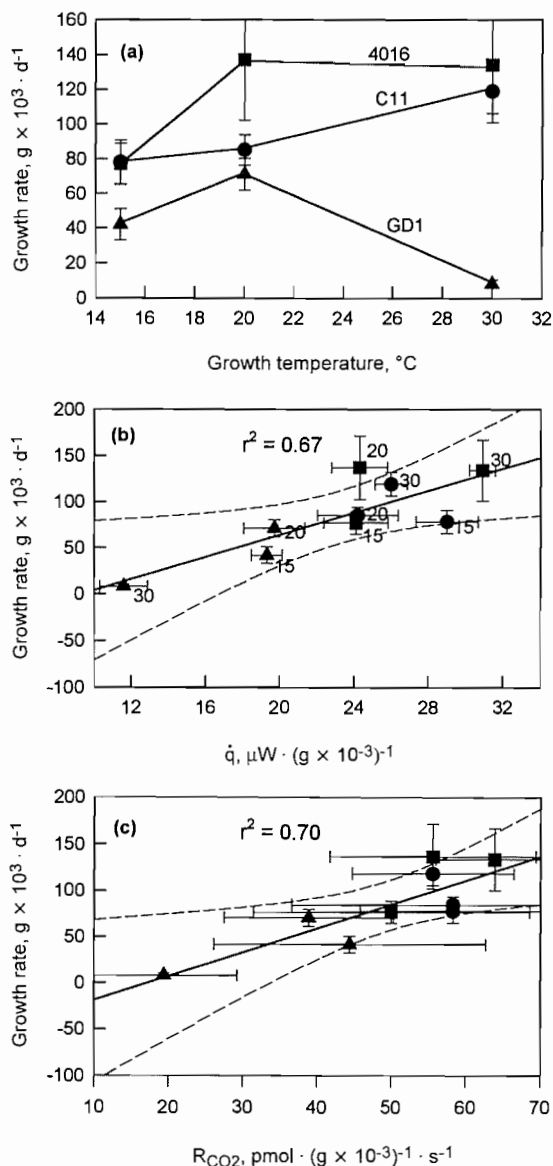 (a)
4016
C11
GD1
160
140
120
100
80
60
40
20
0
14 16 18 20 22 24 26 28 30 32
Growth rate, g × 10³ · d⁻¹
Growth temperature, °C
(b)
r² = 0.67
20
30
30
20
20
15
15
15
30
200
150
100
50
0
-50
-100
12 16 20 24 28 32
Growth rate, g × 10³ · d⁻¹
q̇, µW · (g × 10⁻³)⁻¹
(c)
r² = 0.70
200
150
100
50
0
-50
-100
10 20 30 40 50 60 70
Growth rate, g × 10³ · d⁻¹
R_CO2, pmol · (g × 10⁻³)⁻¹ · s⁻¹